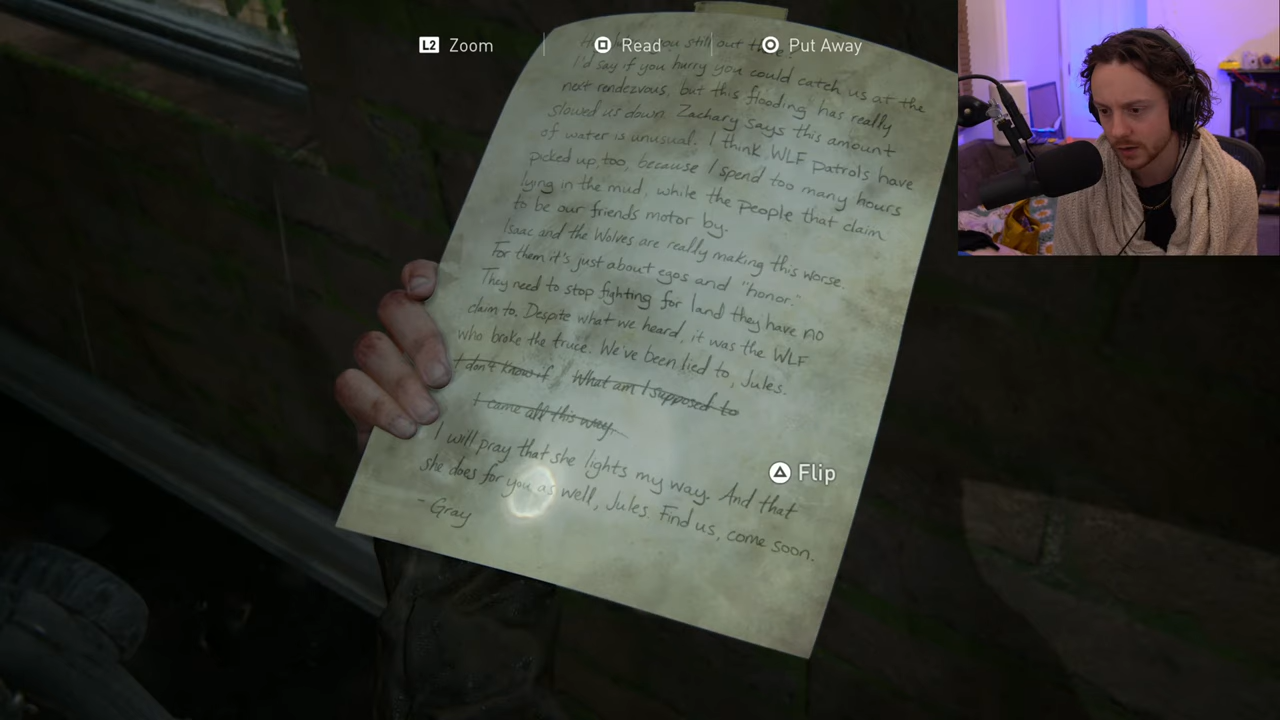 L2 Zoom
Read
Put Away
you still out
I'd say if you hurry you could catch us at the
next rendezvous, but this flooding has really
slowed us down. Zachary says this amount
of water is unusual. I think WLF patrols have
picked up too, because I spend too many hours
lying in the mud, while the people that claim
to be our friends motor by.
Isaac and the Wolves are really making this worse.
For them it's just about egos and "honor."
They need to stop fighting for land they have no
claim to. Despite what we heard, it was the WLF
who broke the truce. We've been lied to, Jules.
I don't know if What am I supposed to
I came all this way.
I will pray that she lights my way. And that
she does for you as well, Jules. Find us, come soon.
- Gray
Flip